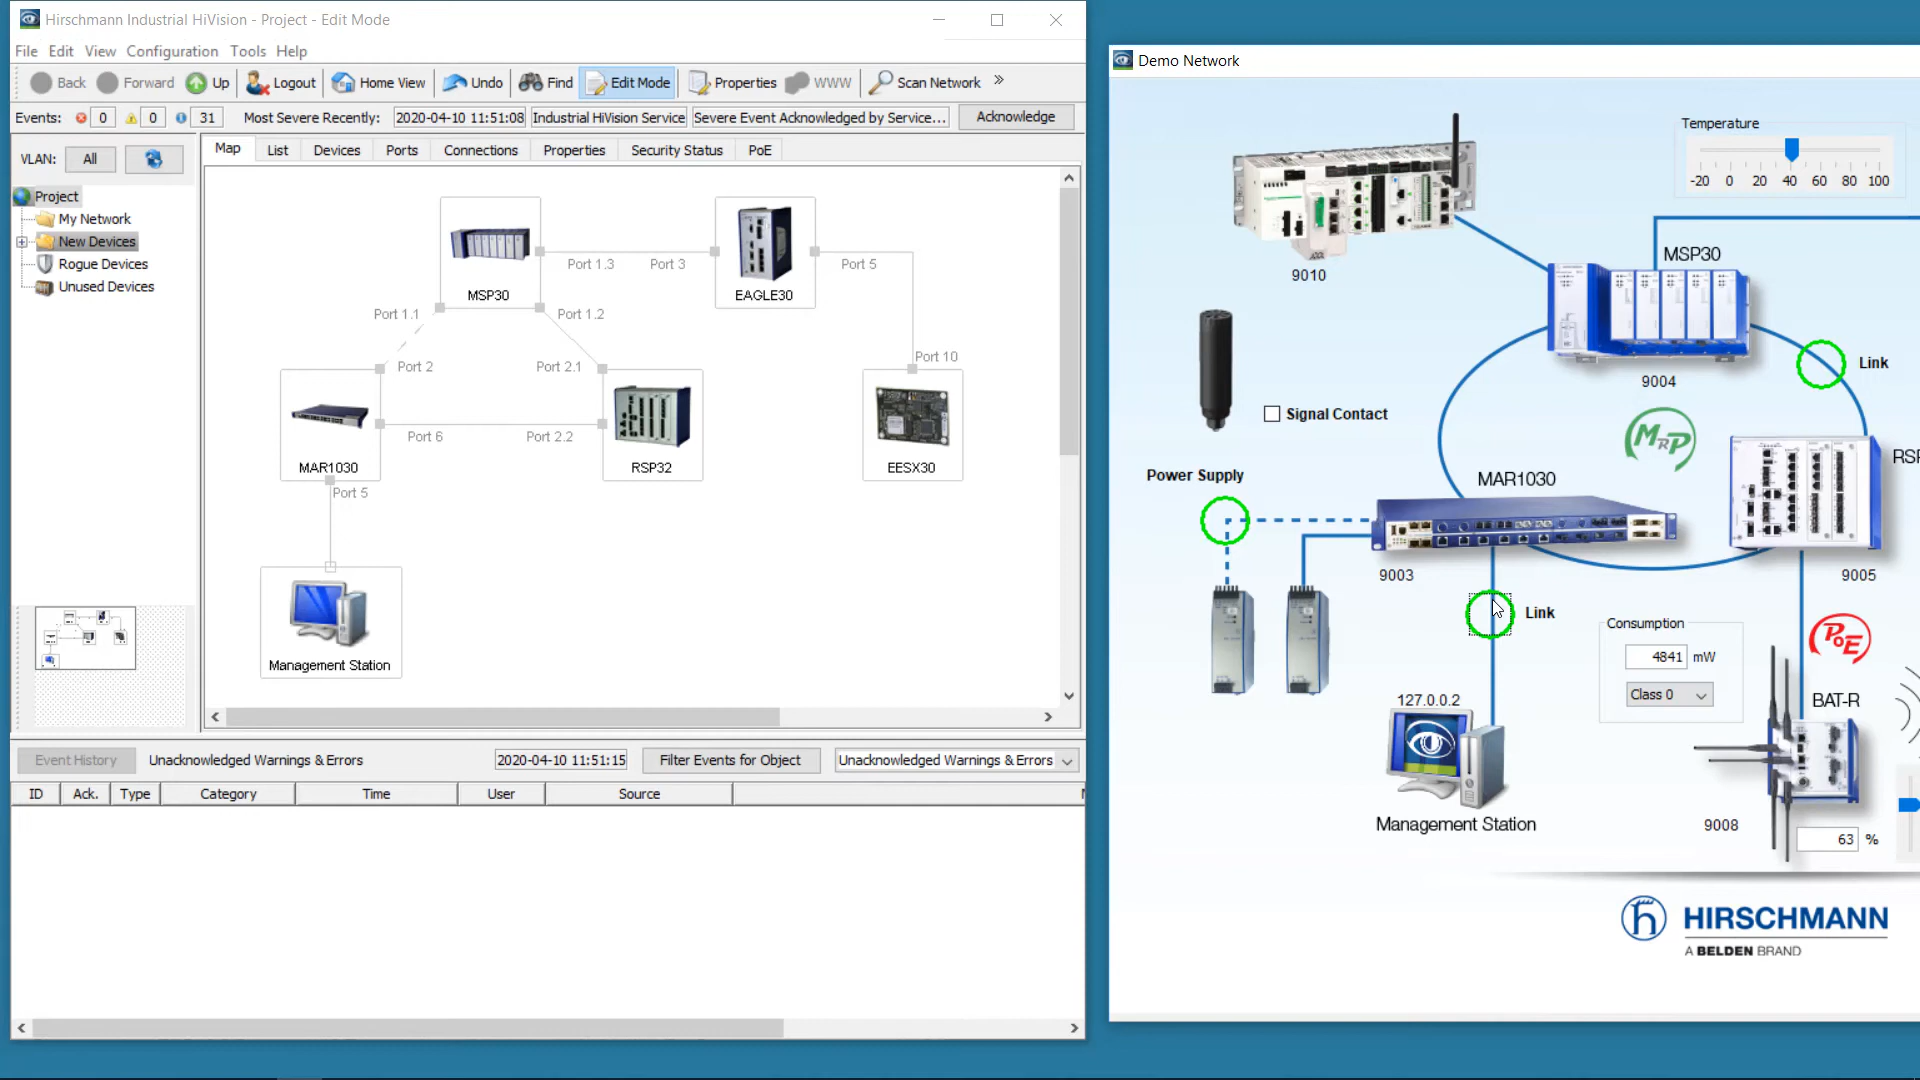 Hirschmann Industrial HiVision - Project - Edit Mode
File Edit View Configuration Tools Help
Back Forward Up Logout Home View Undo Find Edit Mode Properties WWW Scan Network »
Events: 0 0 31 Most Severe Recently: 2020-04-10 11:51:08 Industrial HiVision Service Severe Event Acknowledged by Service... Acknowledge
VLAN: All
Project
My Network
New Devices
Rogue Devices
Unused Devices
Map List Devices Ports Connections Properties Security Status PoE
MSP30
EAGLE30
Port 1.3 Port 3 Port 5
Port 1.1 Port 1.2
Port 2 Port 2.1 Port 10
MAR1030
RSP32
EESX30
Port 6 Port 2.2
Port 5
Management Station
Event History Unacknowledged Warnings & Errors 2020-04-10 11:51:15 Filter Events for Object Unacknowledged Warnings & Errors
ID Ack. Type Category Time User Source
Demo Network
Temperature
-20 0 20 40 60 80 100
9010
MSP30
9004
Link
Signal Contact
MRP
Power Supply
MAR1030
9003
9005
Link
Consumption
4841 mW
Class 0
PoE
127.0.0.2
Management Station
BAT-R
9008
63 %
HIRSCHMANN
A BELDEN BRAND